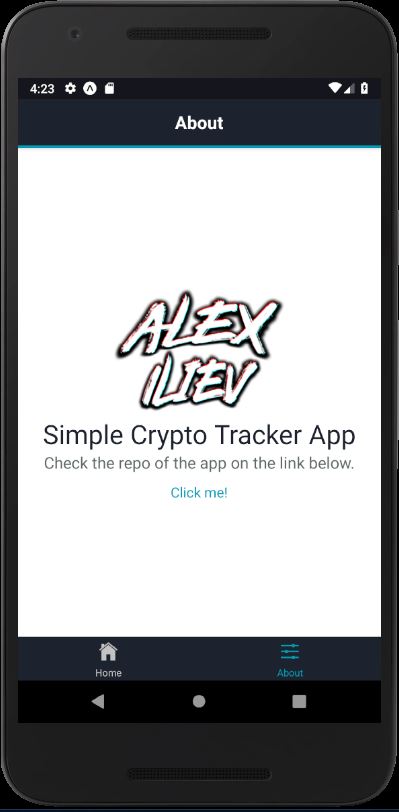 4:23
About
ALEX
ILIEV
Simple Crypto Tracker App
Check the repo of the app on the link below.
Click me!
Home
About